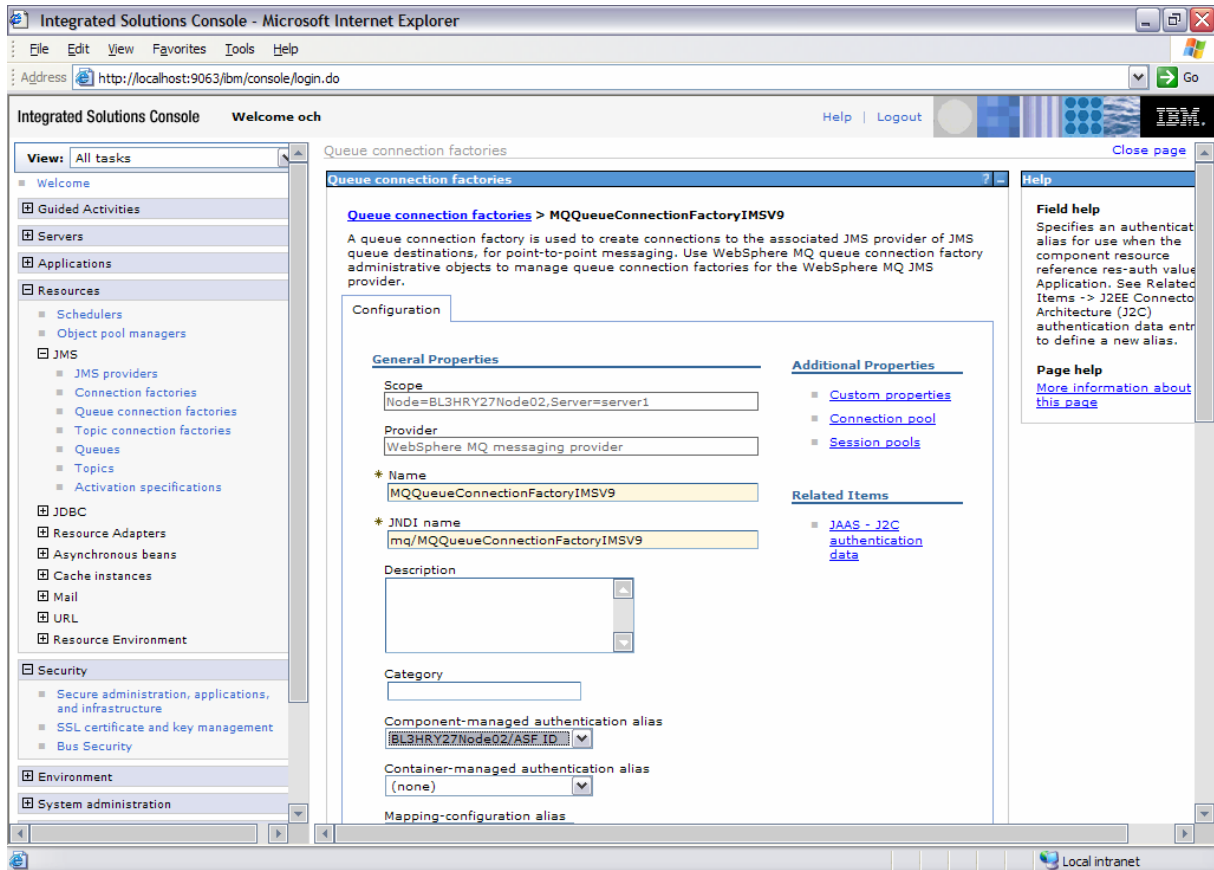 Integrated Solutions Console - Microsoft Internet Explorer
File Edit View Favorites Tools Help
Address http://localhost:9063/ibm/console/login.do Go
Integrated Solutions Console Welcome och Help | Logout IBM.
View: All tasks
Welcome
Guided Activities
Servers
Applications
Resources
Schedulers
Object pool managers
JMS
JMS providers
Connection factories
Queue connection factories
Topic connection factories
Queues
Topics
Activation specifications
JDBC
Resource Adapters
Asynchronous beans
Cache instances
Mail
URL
Resource Environment
Security
Secure administration, applications,
and infrastructure
SSL certificate and key management
Bus Security
Environment
System administration
Queue connection factories Close page
Queue connection factories ? -
Queue connection factories > MQQueueConnectionFactoryIMSV9
A queue connection factory is used to create connections to the associated JMS provider of JMS
queue destinations, for point-to-point messaging. Use WebSphere MQ queue connection factory
administrative objects to manage queue connection factories for the WebSphere MQ JMS
provider.
Configuration
General Properties
Scope
Node=BL3HRY27Node02,Server=server1
Provider
WebSphere MQ messaging provider
* Name
MQQueueConnectionFactoryIMSV9
* JNDI name
mq/MQQueueConnectionFactoryIMSV9
Description
Category
Component-managed authentication alias
BL3HRY27Node02/ASF ID
Container-managed authentication alias
(none)
Mapping-configuration alias
Additional Properties
Custom properties
Connection pool
Session pools
Related Items
JAAS - J2C
authentication
data
Help
Field help
Specifies an authenticat
alias for use when the
component resource
reference res-auth value
Application. See Related
Items -> J2EE Connecto
Architecture (J2C)
authentication data entr
to define a new alias.
Page help
More information about
this page
Local intranet